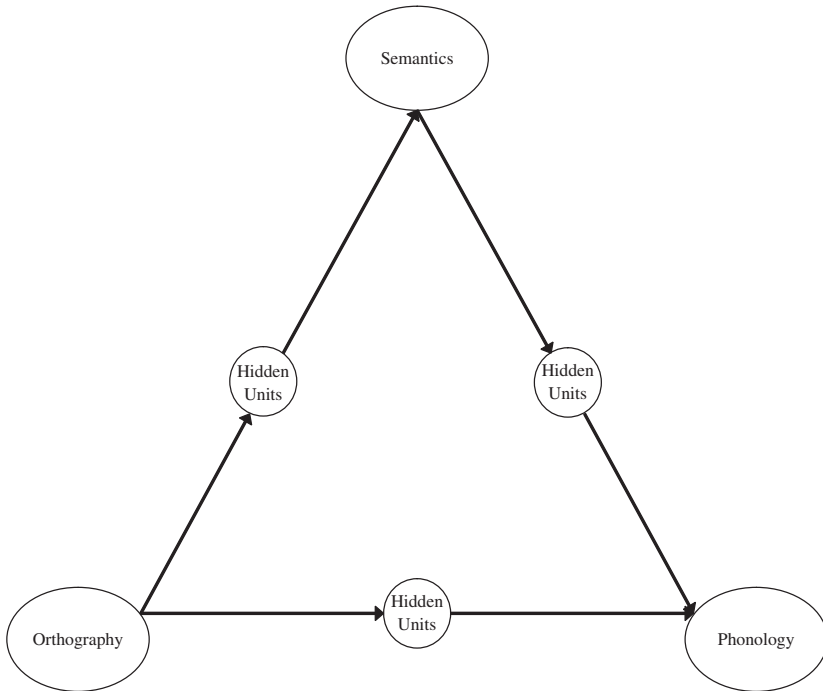 Semantics
Hidden
Units
Hidden
Units
Orthography
Hidden
Units
Phonology